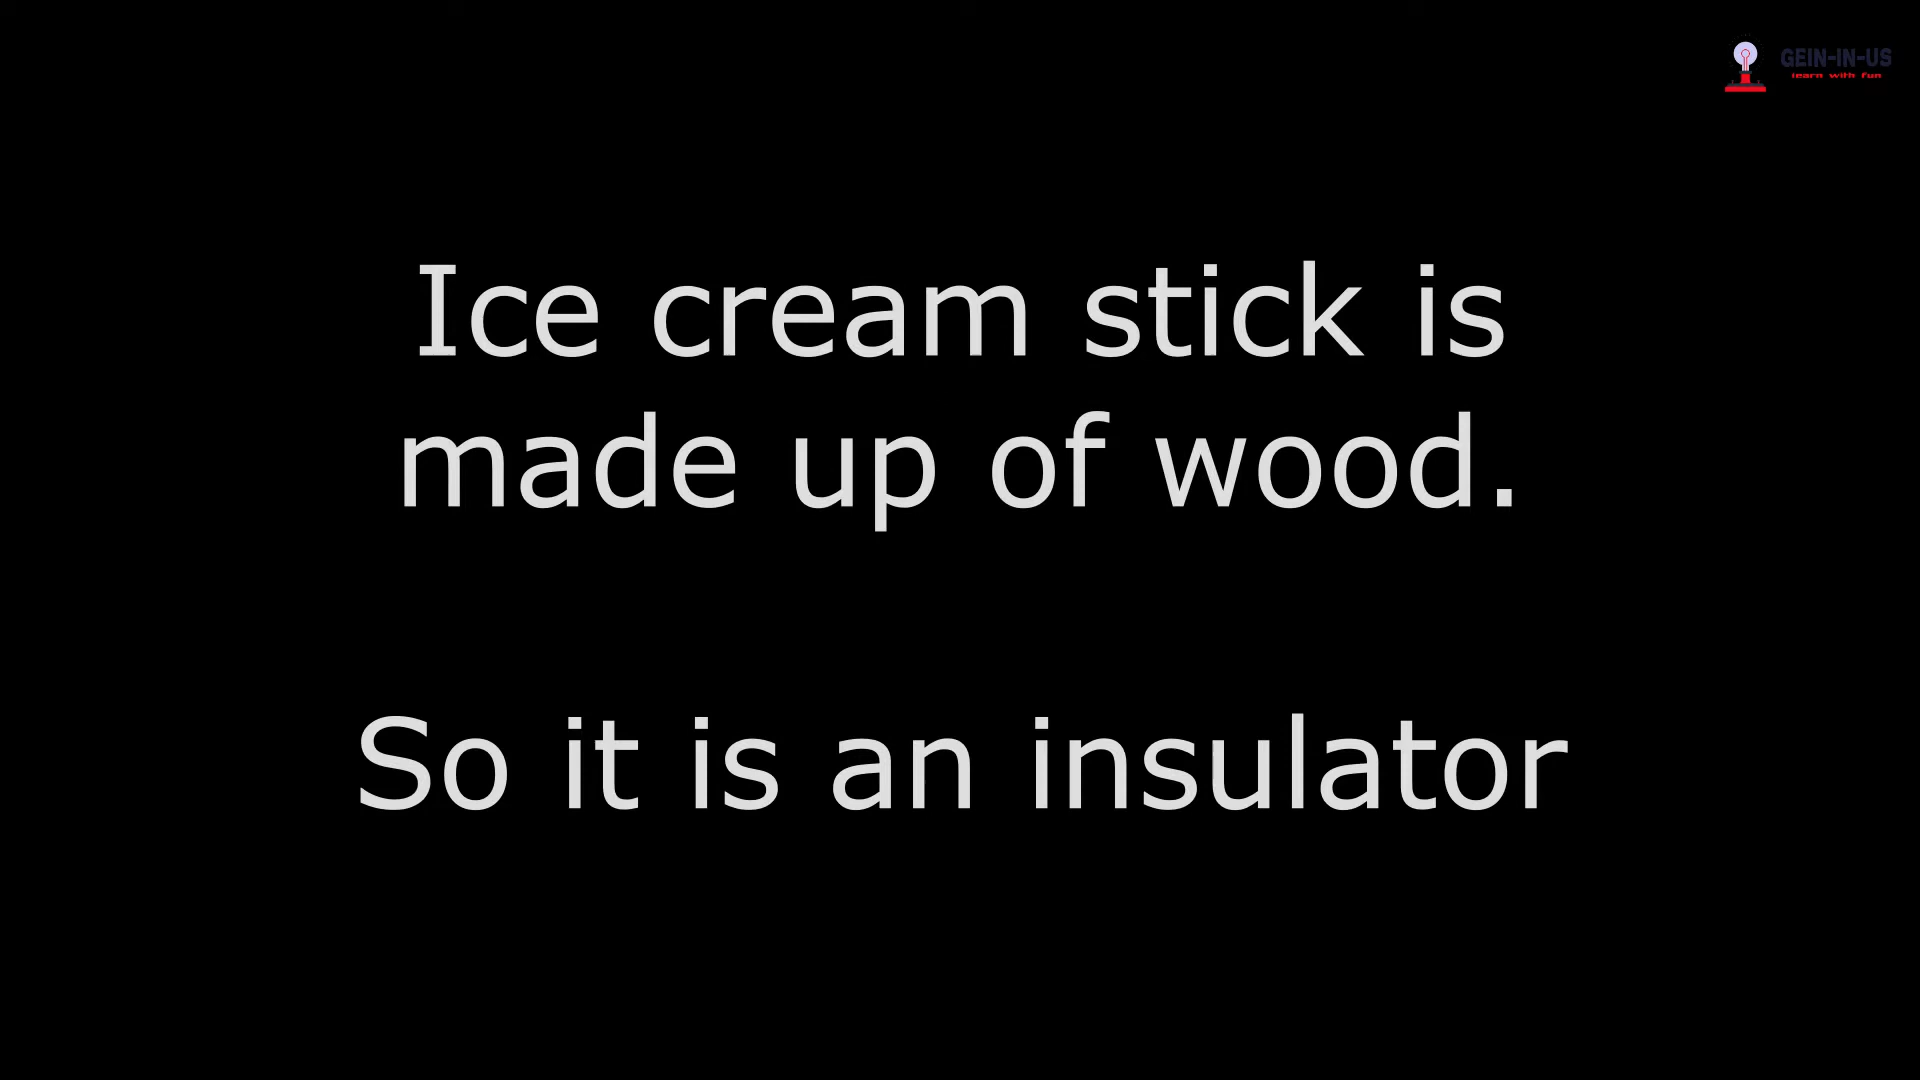 GEIN-IN-US
learn with fun
Ice cream stick is
made up of wood.
So it is an insulator